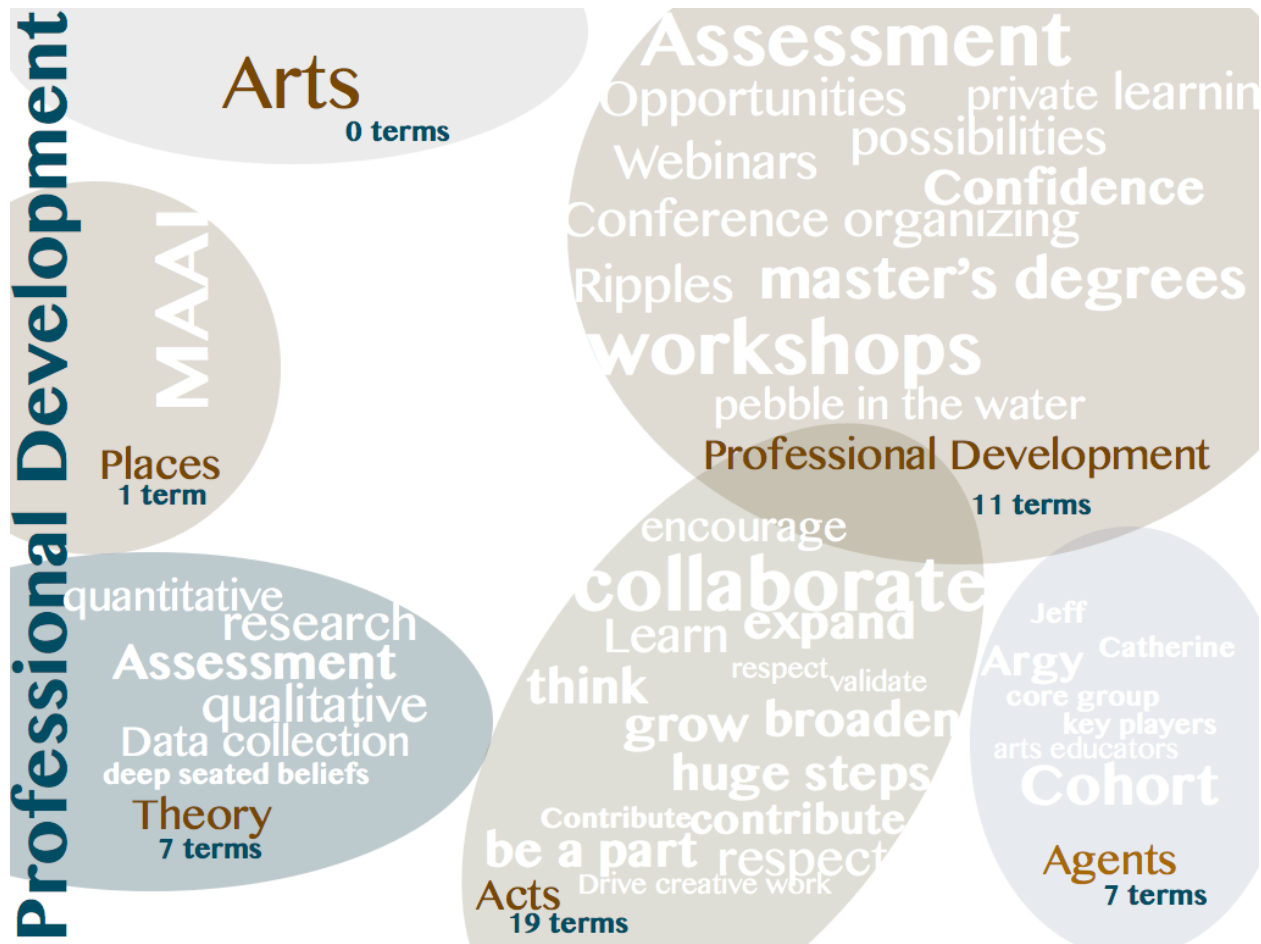 Professional Development
Arts
0 terms
MAAI
Places
1 term
quantitative
research
Assessment
qualitative
Data collection
deep seated beliefs
Theory
7 terms
Assessment
Opportunities
private learnin
Webinars
possibilities
Confidence
Conference organizing
Ripples
master's degrees
workshops
pebble in the water
Professional Development
11 terms
encourage
collaborate
Learn
expand
think
respect
validate
grow
broaden
huge steps
Contribute
contribute
be a part
respect
Drive creative work
Acts
19 terms
Jeff
Argy
Catherine
core group
key players
arts educators
Cohort
Agents
7 terms